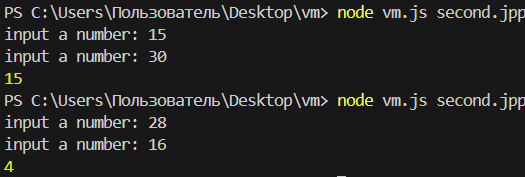 PS C:\Users\Пользователь\Desktop\vm> node vm.js second.jpp
input a number: 15
input a number: 30
15
PS C:\Users\Пользователь\Desktop\vm> node vm.js second.jpp
input a number: 28
input a number: 16
4